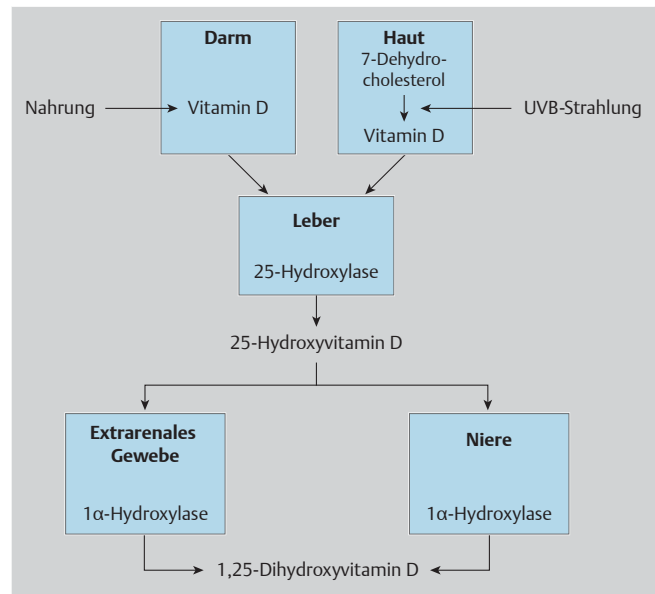 Darm
Haut
7-Dehydro-
cholesterol
Nahrung
Vitamin D
Vitamin D
UVB-Strahlung
Leber
25-Hydroxylase
25-Hydroxyvitamin D
Extrarenales
Gewebe
1α-Hydroxylase
Niere
1α-Hydroxylase
1,25-Dihydroxyvitamin D